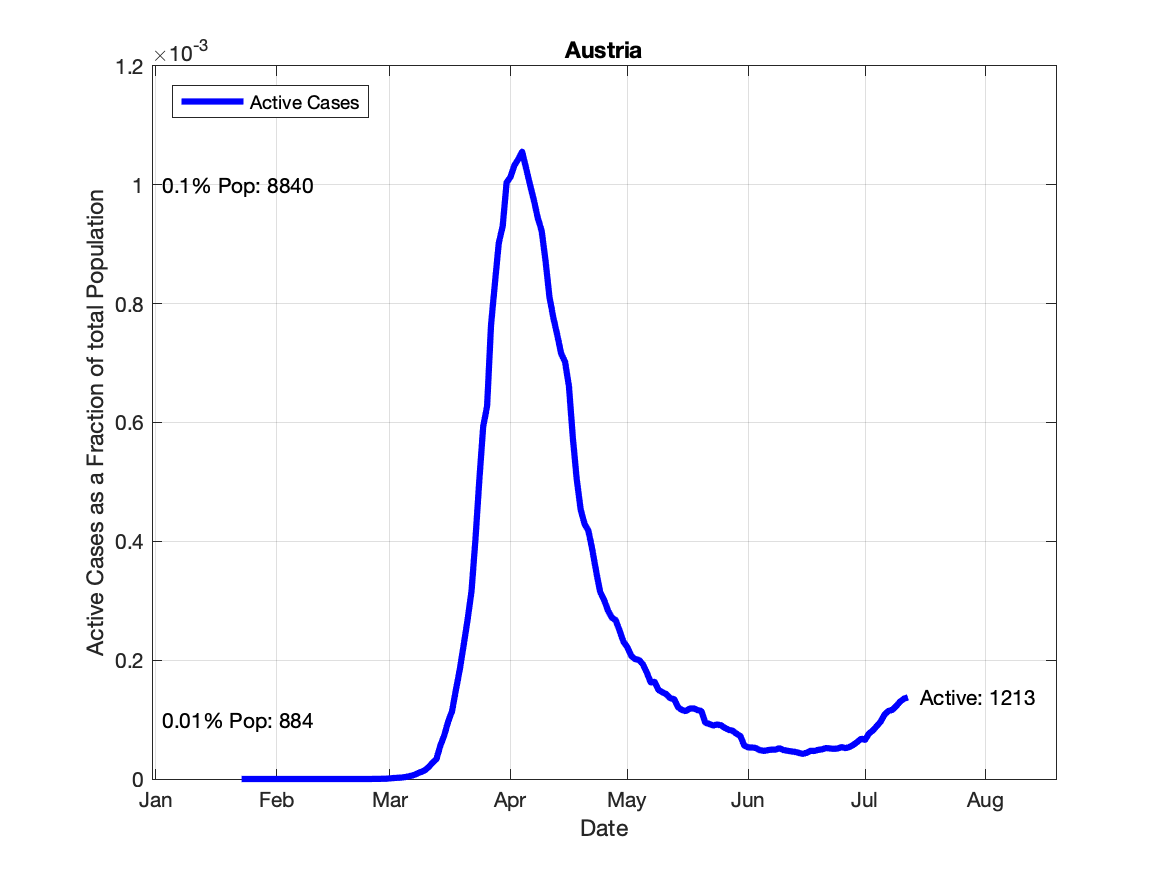 Austria
×10-3
1.2
1
0.8
0.6
0.4
0.2
0
Active Cases
0.1% Pop: 8840
0.01% Pop: 884
Active: 1213
Active Cases as a Fraction of total Population
Jan Feb Mar Apr May Jun Jul Aug
Date